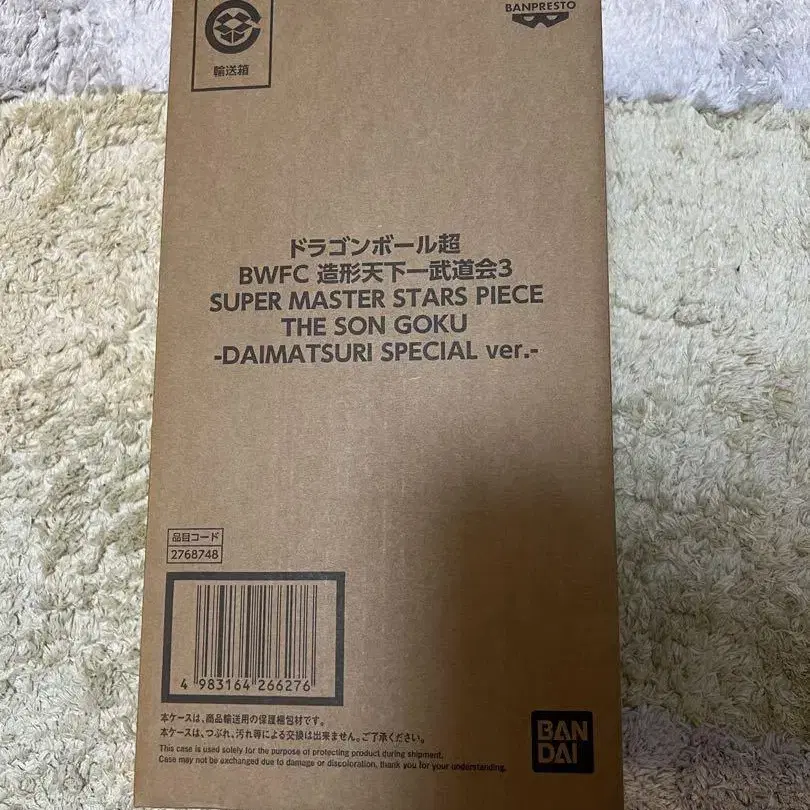 輸送箱
BANPRESTO
ドラゴンボール超
BWFC 造形天下一武道会3
SUPER MASTER STARS PIECE
THE SON GOKU
-DAIMATSURI SPECIAL ver.-
品目コード
2768748
4 983164 266276
本ケースは、商品輸送用の保護梱包材です。
本ケースは、つぶれ、汚れ等による交換は出来ません。ご了承ください。
This case is used solely for the purpose of protecting product during shipment.
Case may not be exchanged due to damage or discoloration, thank you for your understanding.
BAN
DAI